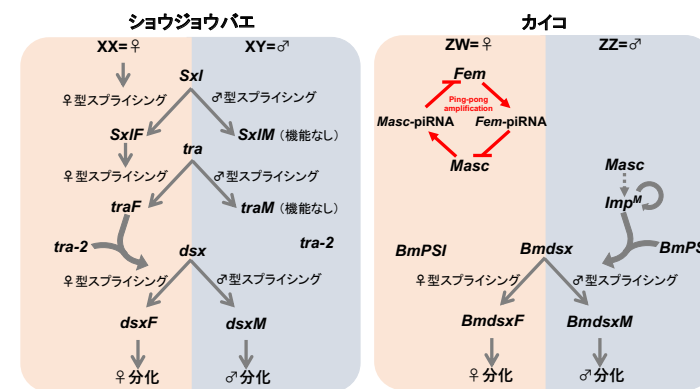 ショウジョウバエ
XX=♀
XY=♂
Sxl
♀型スプライシング
♂型スプライシング
SxlF
SxlM（機能なし）
tra
♀型スプライシング
♂型スプライシング
traF
traM（機能なし）
tra-2
tra-2
dsx
♀型スプライシング
♂型スプライシング
dsxF
dsxM
♀分化
♂分化
カイコ
ZW=♀
ZZ=♂
Fem
Ping-pong
amplification
Masc-piRNA
Fem-piRNA
Masc
Masc
Impᴹ
BmPSI
Bmdsx
BmPS
♀型スプライシング
♂型スプライシング
BmdsxF
BmdsxM
♀分化
♂分化